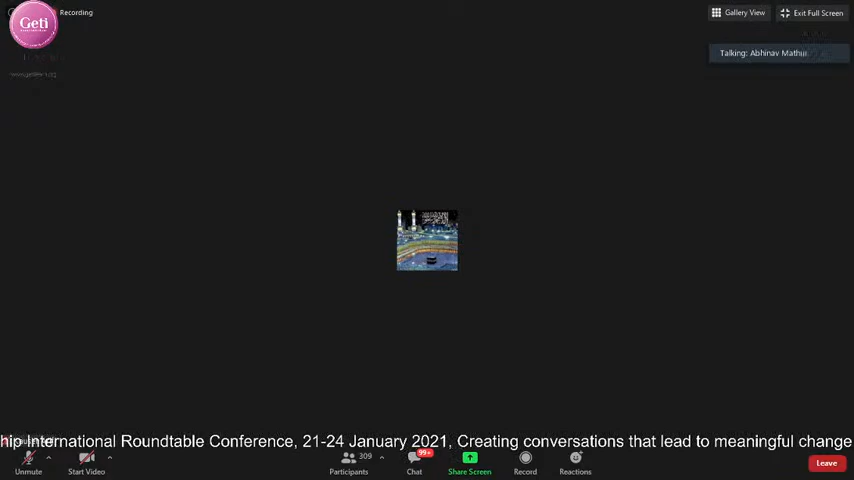 Geti
Recording
Gallery View
Exit Full Screen
Talking: Abhinav Mathur
hip International Roundtable Conference, 21-24 January 2021, Creating conversations that lead to meaningful change
309
99+
Unmute
Start Video
Participants
Chat
Share Screen
Record
Reactions
Leave